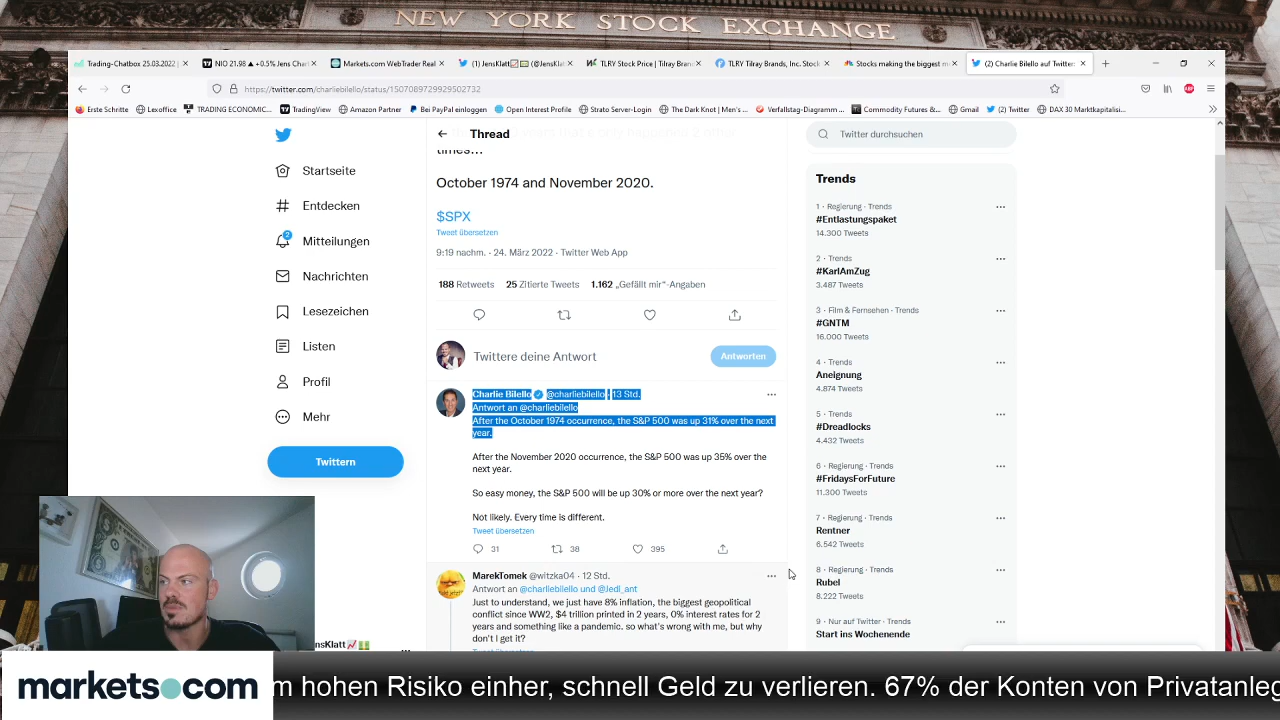 NEW YORK STOCK EXCHANGE
Trading-Chatbox 25.03.2022 |
NIO 21.98 ▲ +0.5% Jens Chart
Markets.com WebTrader Real
(1) JensKlatt (@JensKlatt
TLRY Stock Price | Tilray Brand
TLRY Tilray Brands, Inc. Stock
Stocks making the biggest m
(2) Charlie Bilello auf Twitter:
https://twitter.com/charliebilello/status/1507089729929502732
Erste Schritte
Lexoffice
TRADING ECONOMIC...
TradingView
Amazon Partner
Bei PayPal einloggen
Open Interest Profile
Strato Server-Login
The Dark Knot | Men's ...
Verfallstag-Diagramm ...
Commodity Futures &...
Gmail
(2) Twitter
DAX 30 Marktkapitalisi...
Startseite
Entdecken
2
Mitteilungen
Nachrichten
Lesezeichen
Listen
Profil
Mehr
Twittern
JensKlatt
Thread
times...
October 1974 and November 2020.
$SPX
Tweet übersetzen
9:19 nachm. · 24. März 2022 · Twitter Web App
188 Retweets 25 Zitierte Tweets 1.162 „Gefällt mir“-Angaben
Twittere deine Antwort
Antworten
Charlie Bilello @charliebilello · 13 Std.
Antwort an @charliebilello
After the October 1974 occurrence, the S&P 500 was up 31% over the next
year.
After the November 2020 occurrence, the S&P 500 was up 35% over the
next year.
So easy money, the S&P 500 will be up 30% or more over the next year?
Not likely. Every time is different.
Tweet übersetzen
31 38 395
MarekTomek @witzka04 · 12 Std.
Antwort an @charliebilello und @Jedi_ant
Just to understand, we just have 8% inflation, the biggest geopolitical
conflict since WW2, $4 trillion printed in 2 years, 0% interest rates for 2
years and something like a pandemic. so what's wrong with me, but why
don't I get it?
Twitter durchsuchen
Trends
1 · Regierung · Trends
#Entlastungspaket
14.300 Tweets
2 · Trends
#KarlAmZug
3.487 Tweets
3 · Film & Fernsehen · Trends
#GNTM
16.000 Tweets
4 · Trends
Aneignung
4.874 Tweets
5 · Trends
#Dreadlocks
4.432 Tweets
6 · Regierung · Trends
#FridaysForFuture
11.300 Tweets
7 · Regierung · Trends
Rentner
6.542 Tweets
8 · Regierung · Trends
Rubel
8.222 Tweets
9 · Nur auf Twitter · Trends
Start ins Wochenende
markets.com
m hohen Risiko einher, schnell Geld zu verlieren. 67% der Konten von Privatanleg